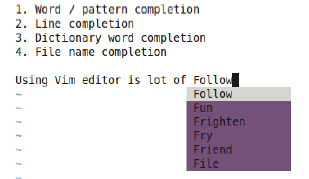 1. Word / pattern completion
2. Line completion
3. Dictionary word completion
4. File name completion
Using Vim editor is lot of Follow
~ Follow
~ Fun
~ Frighten
~ Fry
~ Friend
~ File
~